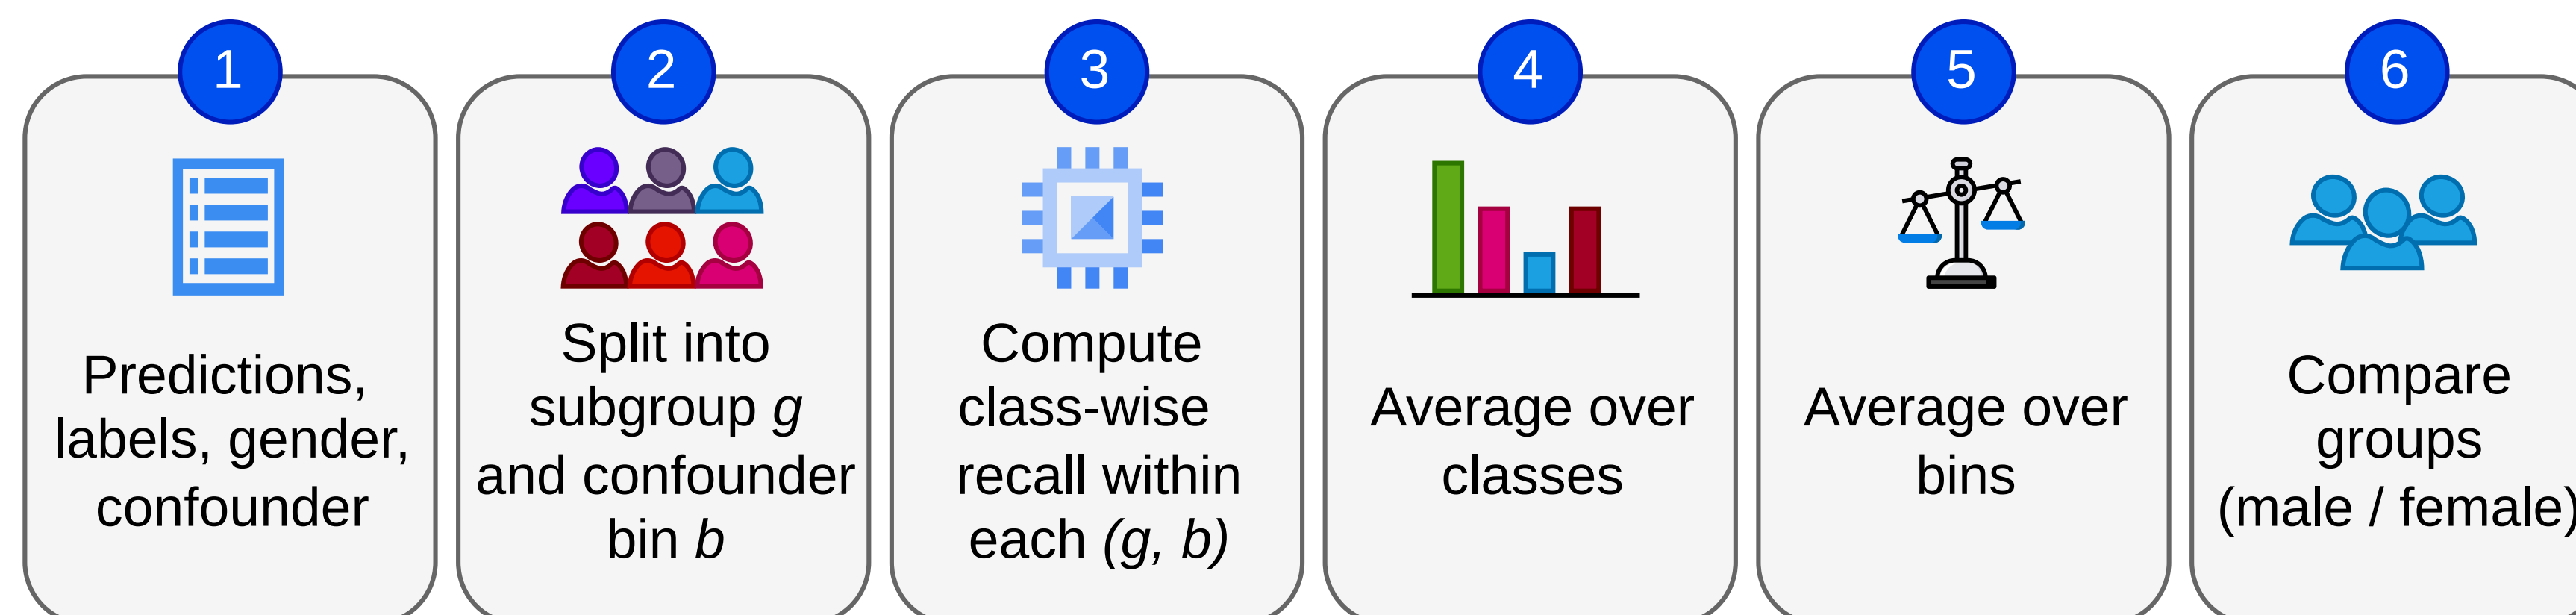 1
Predictions,
labels, gender,
confounder
2
Split into
subgroup g
and confounder
bin b
3
Compute
class-wise
recall within
each (g, b)
4
Average over
classes
5
Average over
bins
6
Compare
groups
(male / female)